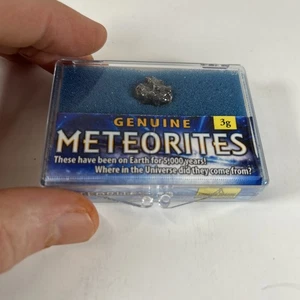 GENUINE
3g
METEORITES
These have been on Earth for 5,000 years!
Where in the Universe did they come from?